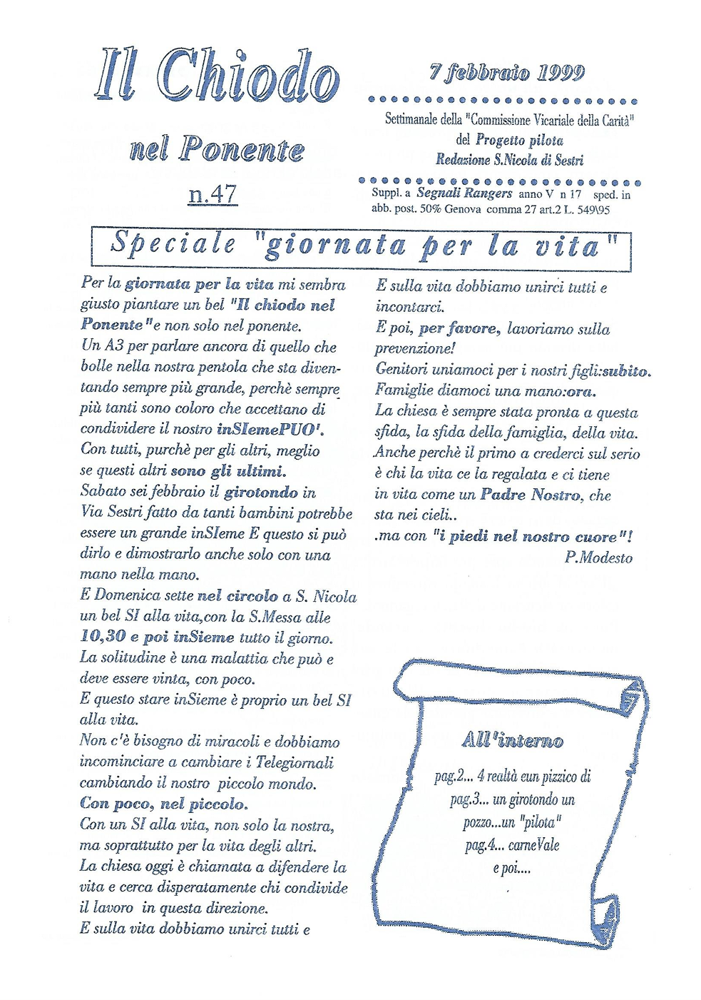 Il Chiodo
nel Ponente
n.47
7 febbraio 1999
Settimanale della "Commissione Vicariale della Carità"
del Progetto pilota
Redazione S.Nicola di Sestri
Suppl. a Segnali Rangers anno V n 17 sped. in
abb. post. 50% Genova comma 27 art.2 L. 549\95
Speciale "giornata per la vita"
Per la giornata per la vita mi sembra
giusto piantare un bel "Il chiodo nel
Ponente"e non solo nel ponente.
Un A3 per parlare ancora di quello che
bolle nella nostra pentola che sta diven-
tando sempre più grande, perchè sempre
più tanti sono coloro che accettano di
condividere il nostro inSIemePUO'.
Con tutti, purchè per gli altri, meglio
se questi altri sono gli ultimi.
Sabato sei febbraio il girotondo in
Via Sestri fatto da tanti bambini potrebbe
essere un grande inSIeme E questo si può
dirlo e dimostrarlo anche solo con una
mano nella mano.
E Domenica sette nel circolo a S. Nicola
un bel SI alla vita,con la S.Messa alle
10,30 e poi inSieme tutto il giorno.
La solitudine è una malattia che può e
deve essere vinta, con poco.
E questo stare inSieme è proprio un bel SI
alla vita.
Non c'è bisogno di miracoli e dobbiamo
incominciare a cambiare i Telegiornali
cambiando il nostro piccolo mondo.
Con poco, nel piccolo.
Con un SI alla vita, non solo la nostra,
ma soprattutto per la vita degli altri.
La chiesa oggi è chiamata a difendere la
vita e cerca disperatamente chi condivide
il lavoro in questa direzione.
E sulla vita dobbiamo unirci tutti e
E sulla vita dobbiamo unirci tutti e
incontarci.
E poi, per favore, lavoriamo sulla
prevenzione!
Genitori uniamoci per i nostri figli:subito.
Famiglie diamoci una mano:ora.
La chiesa è sempre stata pronta a questa
sfida, la sfida della famiglia, della vita.
Anche perchè il primo a crederci sul serio
è chi la vita ce la regalata e ci tiene
in vita come un Padre Nostro, che
sta nei cieli..
.ma con "i piedi nel nostro cuore"!
P.Modesto
All'interno
pag.2... 4 realtà eun pizzico di
pag.3... un girotondo un
pozzo...un "pilota"
pag.4... carneVale
e poi....